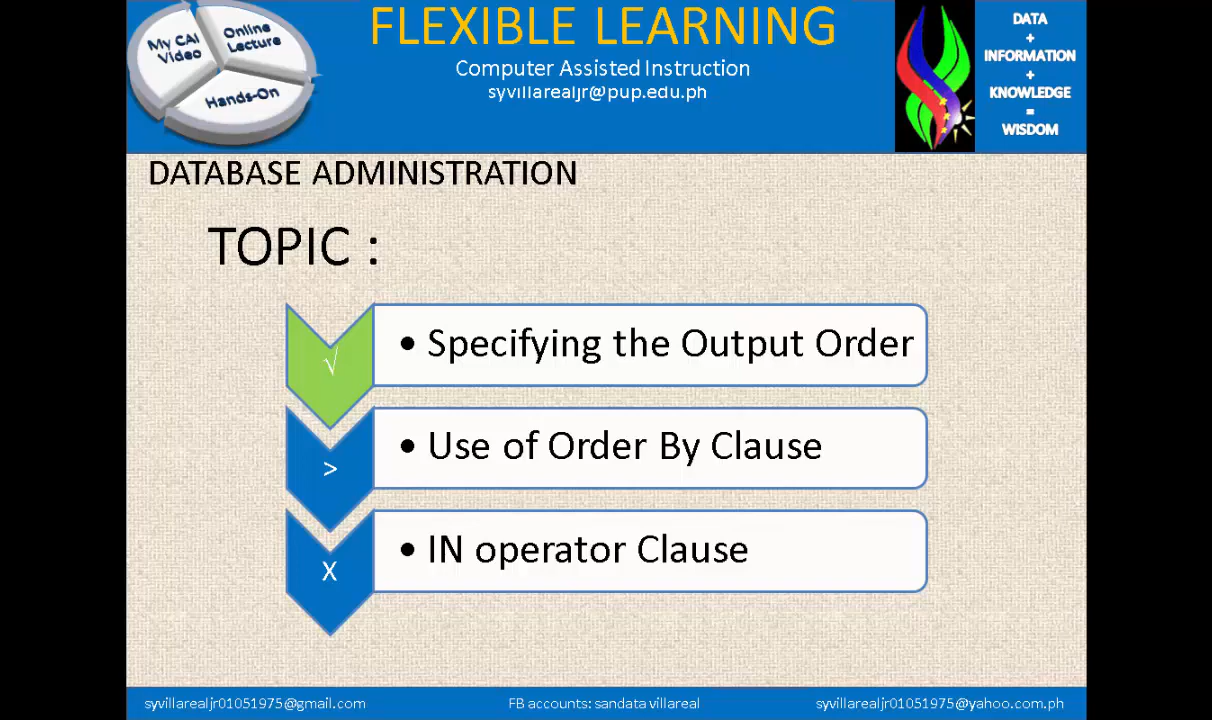 My CAI
Video
Online
Lecture
Hands-On
FLEXIBLE LEARNING
Computer Assisted Instruction
syvillarealjr@pup.edu.ph
DATA
+
INFORMATION
+
KNOWLEDGE
=
WISDOM
DATABASE ADMINISTRATION
TOPIC :
√
• Specifying the Output Order
>
• Use of Order By Clause
X
• IN operator Clause
syvillarealjr01051975@gmail.com
FB accounts: sandata villareal
syvillarealjr01051975@yahoo.com.ph